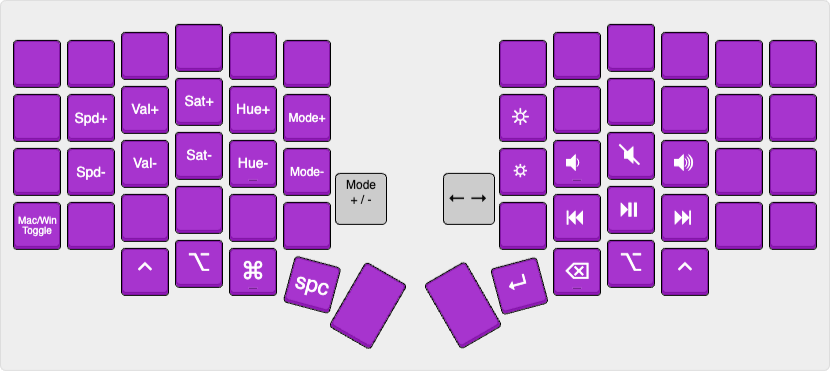 Spd+
Val+
Sat+
Hue+
Mode+
Spd-
Val-
Sat-
Hue-
Mode-
Mode
+ / -
← →
Mac/Win
Toggle
^
⌥
⌘
spc
⌥
^